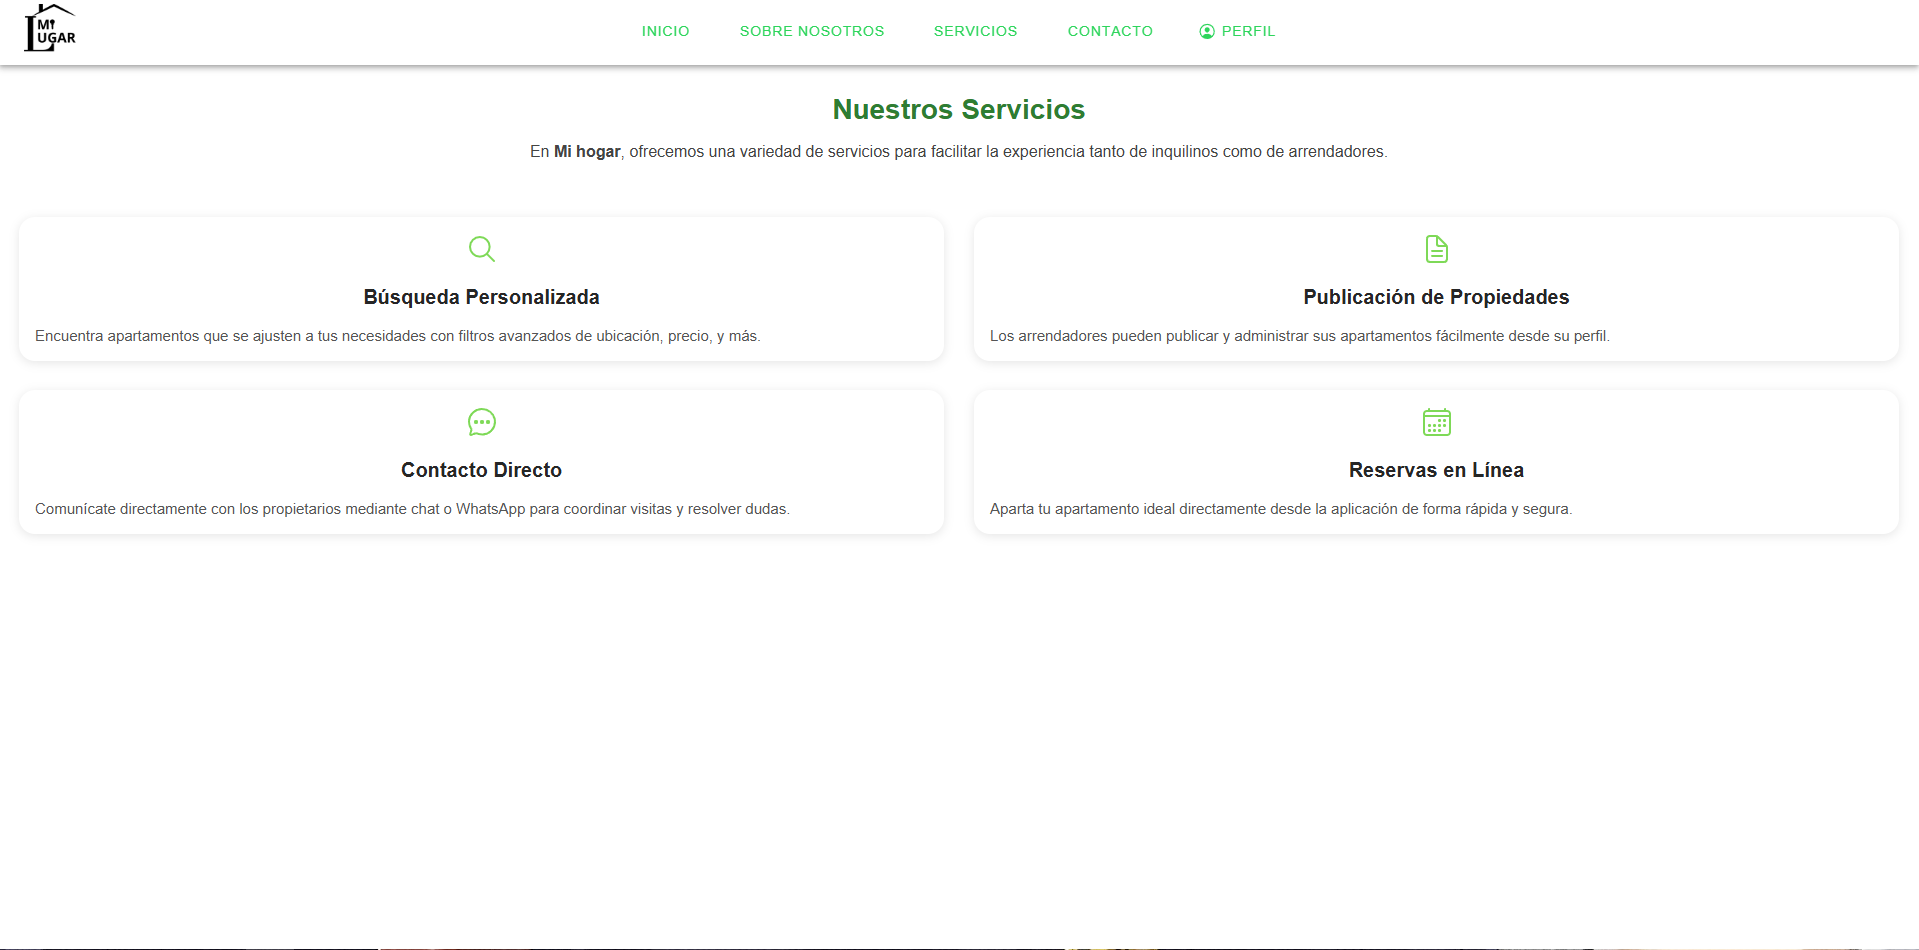 MI
LUGAR
INICIO
SOBRE NOSOTROS
SERVICIOS
CONTACTO
PERFIL
Nuestros Servicios
En Mi hogar, ofrecemos una variedad de servicios para facilitar la experiencia tanto de inquilinos como de arrendadores.
Búsqueda Personalizada
Encuentra apartamentos que se ajusten a tus necesidades con filtros avanzados de ubicación, precio, y más.
Publicación de Propiedades
Los arrendadores pueden publicar y administrar sus apartamentos fácilmente desde su perfil.
Contacto Directo
Comunícate directamente con los propietarios mediante chat o WhatsApp para coordinar visitas y resolver dudas.
Reservas en Línea
Aparta tu apartamento ideal directamente desde la aplicación de forma rápida y segura.